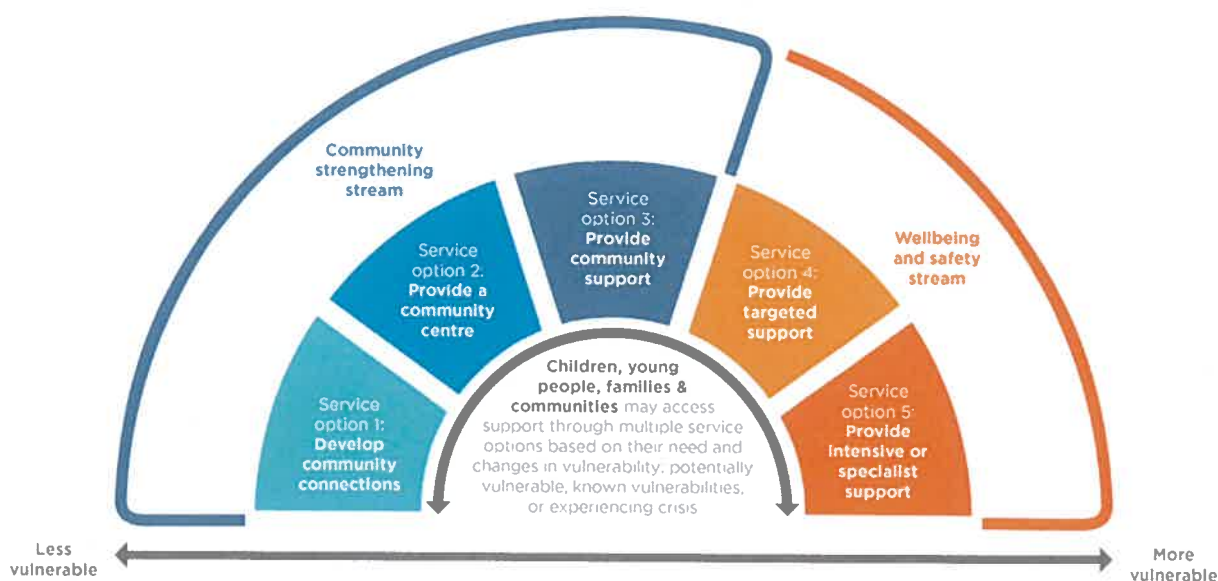 Community
strengthening
stream
Service
option 3:
Provide
community
support
Service
option 2:
Provide a
community
centre
Service
option 4:
Provide
targeted
support
Wellbeing
and safety
stream
Service
option 1:
Develop
community
connections
Children, young
people, families &
communities may access
support through multiple service
options based on their need and
changes in vulnerability: potentially
vulnerable, known vulnerabilities,
or experiencing crisis
Service
option 5:
Provide
intensive or
specialist
support
Less
vulnerable
More
vulnerable